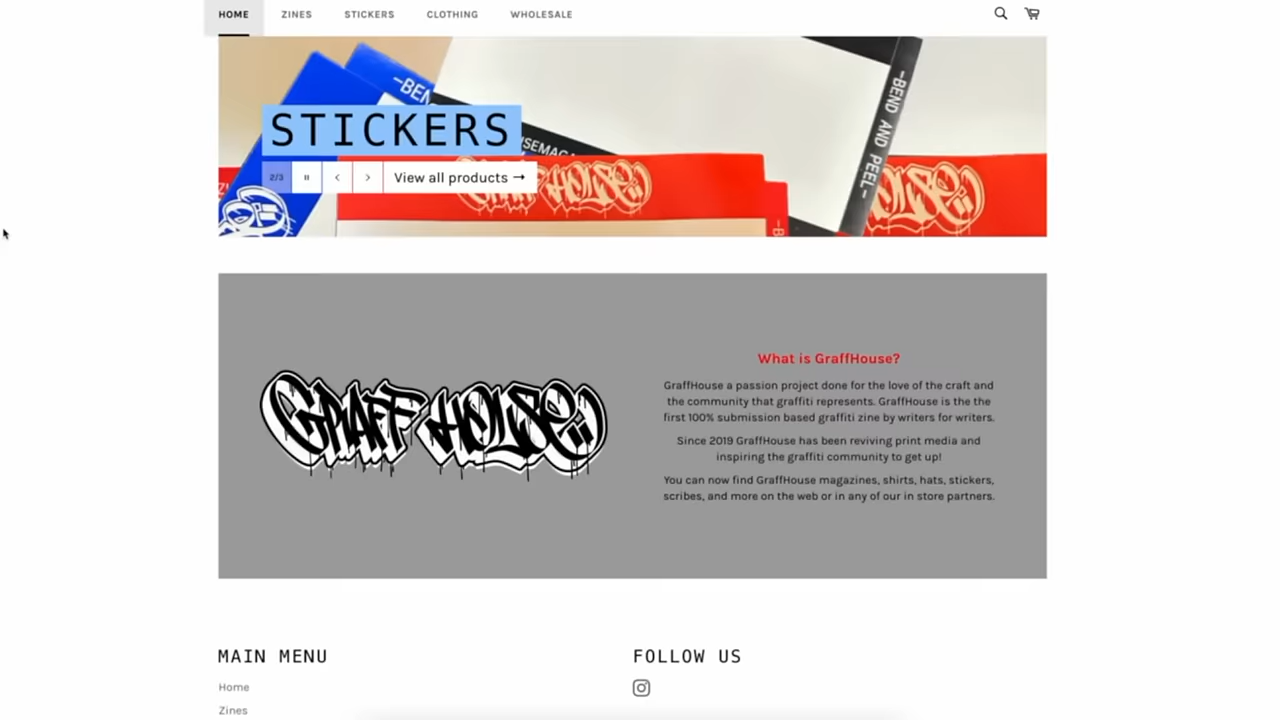 HOME ZINES STICKERS CLOTHING WHOLESALE
–BEN
–BEND AND PEEL–
STICKERS
2/3 View all products →
GRAFF HOUSE
What is GraffHouse?
GraffHouse a passion project done for the love of the craft and
the community that graffiti represents. GraffHouse is the the
first 100% submission based graffiti zine by writers for writers.
Since 2019 GraffHouse has been reviving print media and
inspiring the graffiti community to get up!
You can now find GraffHouse magazines, shirts, hats, stickers,
scribes, and more on the web or in any of our in store partners.
MAIN MENU
FOLLOW US
Home
Zines